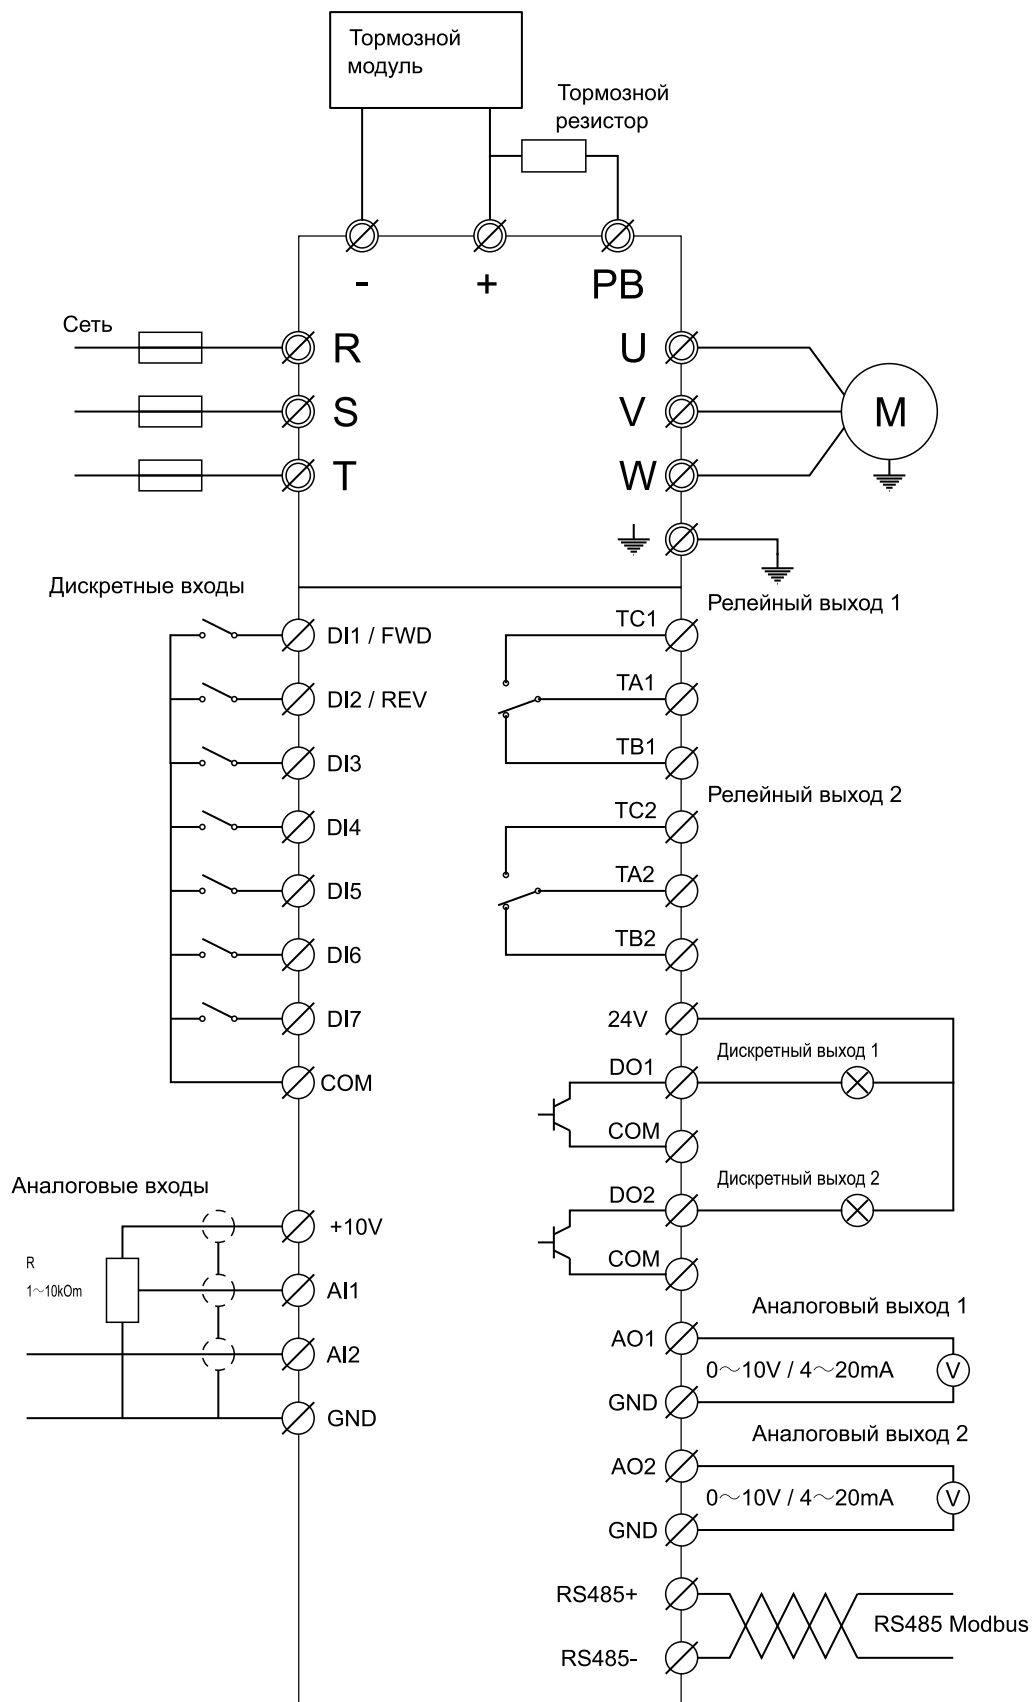 Тормозной
модуль
Тормозной
резистор
- + PB
Сеть
R
S
T
U
V
W
M
Дискретные входы
DI1 / FWD
DI2 / REV
DI3
DI4
DI5
DI6
DI7
COM
Аналоговые входы
+10V
R
1～10kOm
AI1
AI2
GND
Релейный выход 1
TC1
TA1
TB1
Релейный выход 2
TC2
TA2
TB2
24V
Дискретный выход 1
DO1
COM
Дискретный выход 2
DO2
COM
Аналоговый выход 1
AO1
0～10V / 4～20mA
V
GND
Аналоговый выход 2
AO2
0～10V / 4～20mA
V
GND
RS485+
RS485 Modbus
RS485-